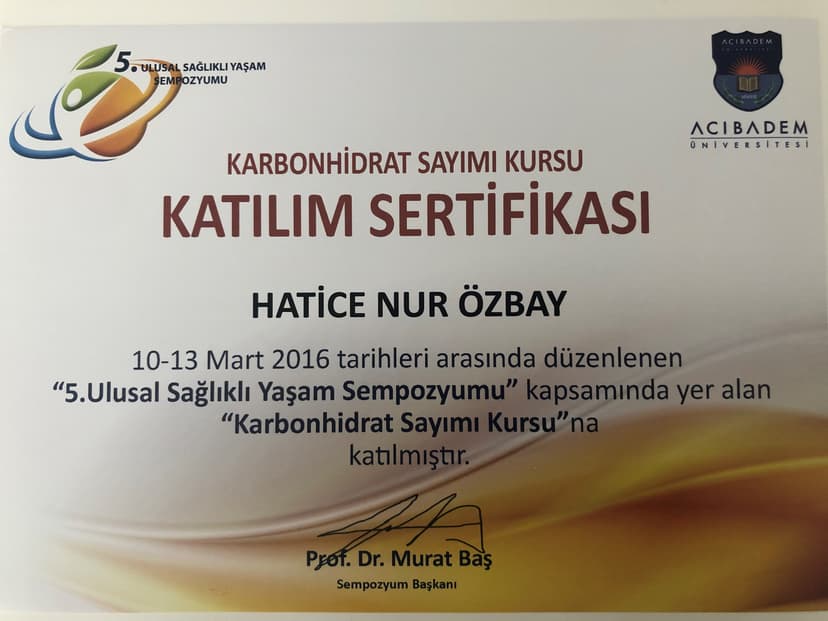 5. ULUSAL SAĞLIKLI YAŞAM
SEMPOZYUMU
ACIBADEM
ACIBADEM
ÜNİVERSİTESİ
KARBONHİDRAT SAYIMI KURSU
KATILIM SERTİFİKASI
HATİCE NUR ÖZBAY
10-13 Mart 2016 tarihleri arasında düzenlenen
“5.Ulusal Sağlıklı Yaşam Sempozyumu” kapsamında yer alan
“Karbonhidrat Sayımı Kursu”na
katılmıştır.
Prof. Dr. Murat Baş
Sempozyum Başkanı